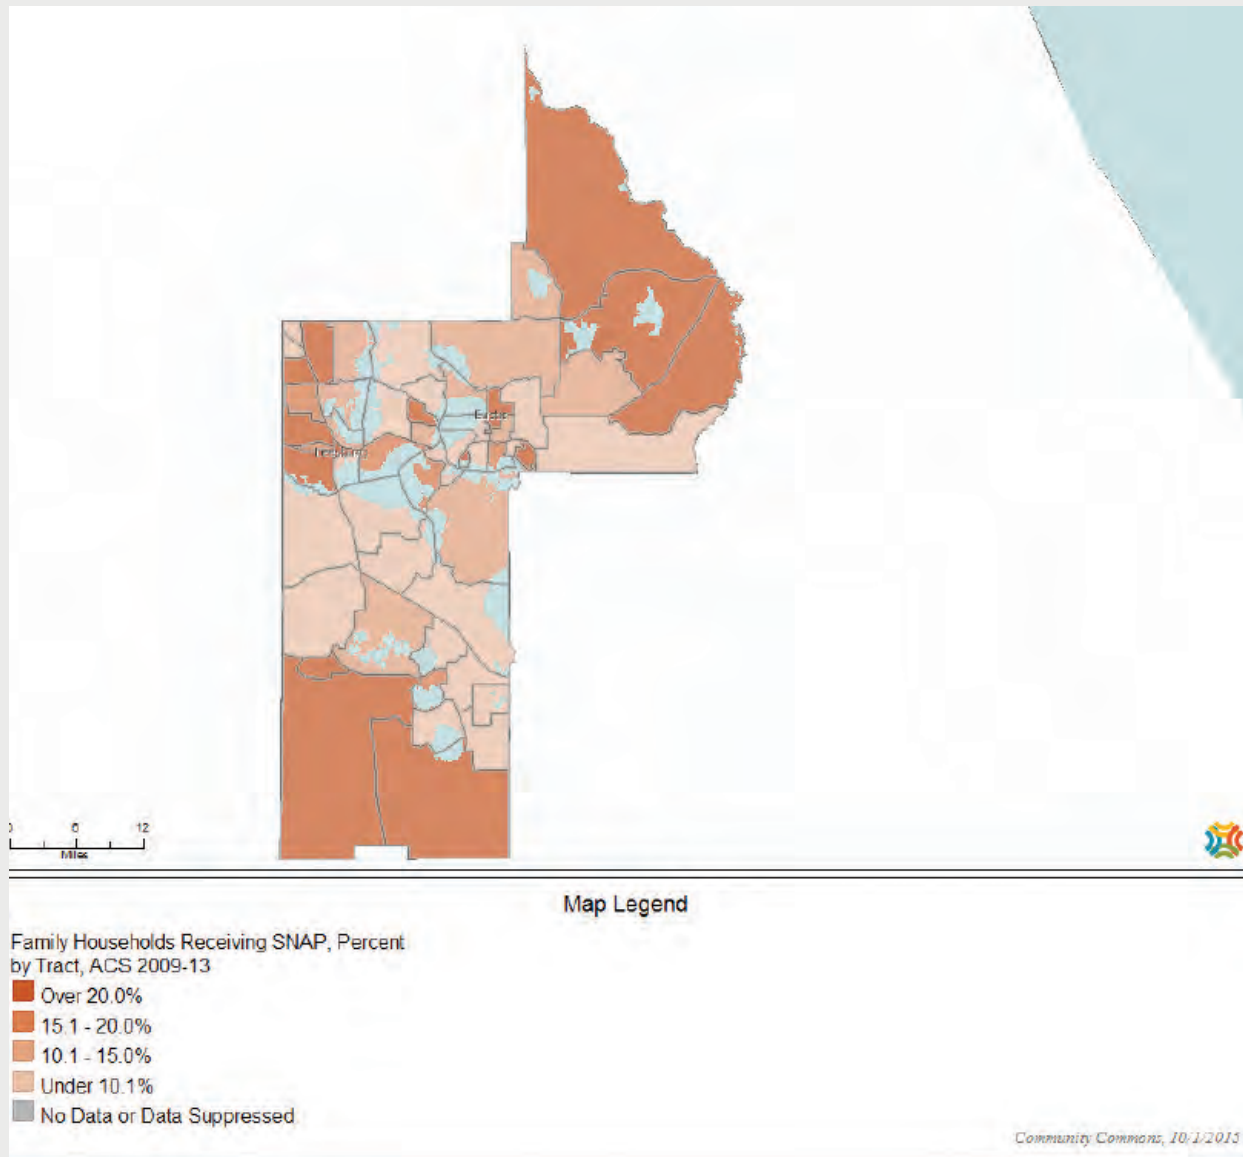 Eustis
0 6 12
Miles
Map Legend
Family Households Receiving SNAP, Percent
by Tract, ACS 2009-13
Over 20.0%
15.1 - 20.0%
10.1 - 15.0%
Under 10.1%
No Data or Data Suppressed
Community Commons, 10/1/2015